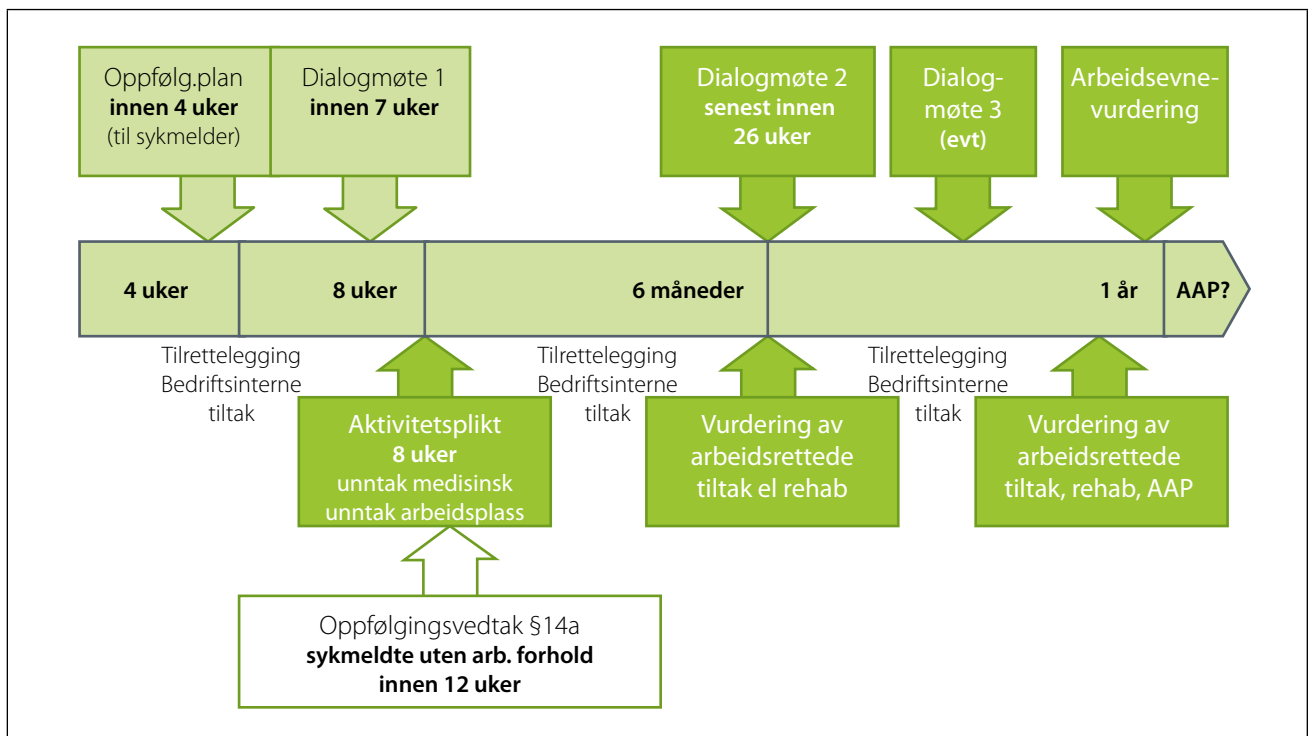 Oppfølg.plan
innen 4 uker
(til sykmelder)
Dialogmøte 1
innen 7 uker
Dialogmøte 2
senest innen
26 uker
Dialog-
møte 3
(evt)
Arbeidsevne-
vurdering
4 uker
8 uker
6 måneder
1 år
AAP?
Tilrettelegging
Bedriftsinterne
tiltak
Tilrettelegging
Bedriftsinterne
tiltak
Tilrettelegging
Bedriftsinterne
tiltak
Aktivitetsplikt
8 uker
unntak medisinsk
unntak arbeidsplass
Vurdering av
arbeidsrettede
tiltak el rehab
Vurdering av
arbeidsrettede
tiltak, rehab, AAP
Oppfølgingsvedtak §14a
sykmeldte uten arb. forhold
innen 12 uker